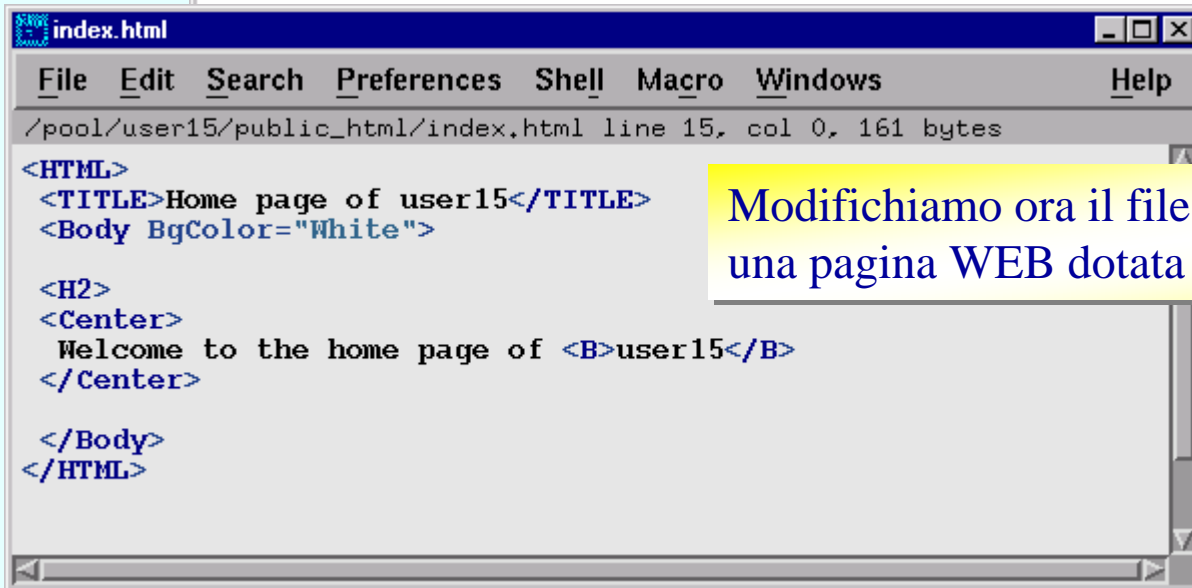 index.html
File Edit Search Preferences Shell Macro Windows Help
/pool/user15/public_html/index.html line 15, col 0, 161 bytes
<HTML>
<TITLE>Home page of user15</TITLE>
<Body BgColor="White">
<H2>
<Center>
Welcome to the home page of <B>user15</B>
</Center>
</Body>
</HTML>
Modifichiamo ora il file
una pagina WEB dotata